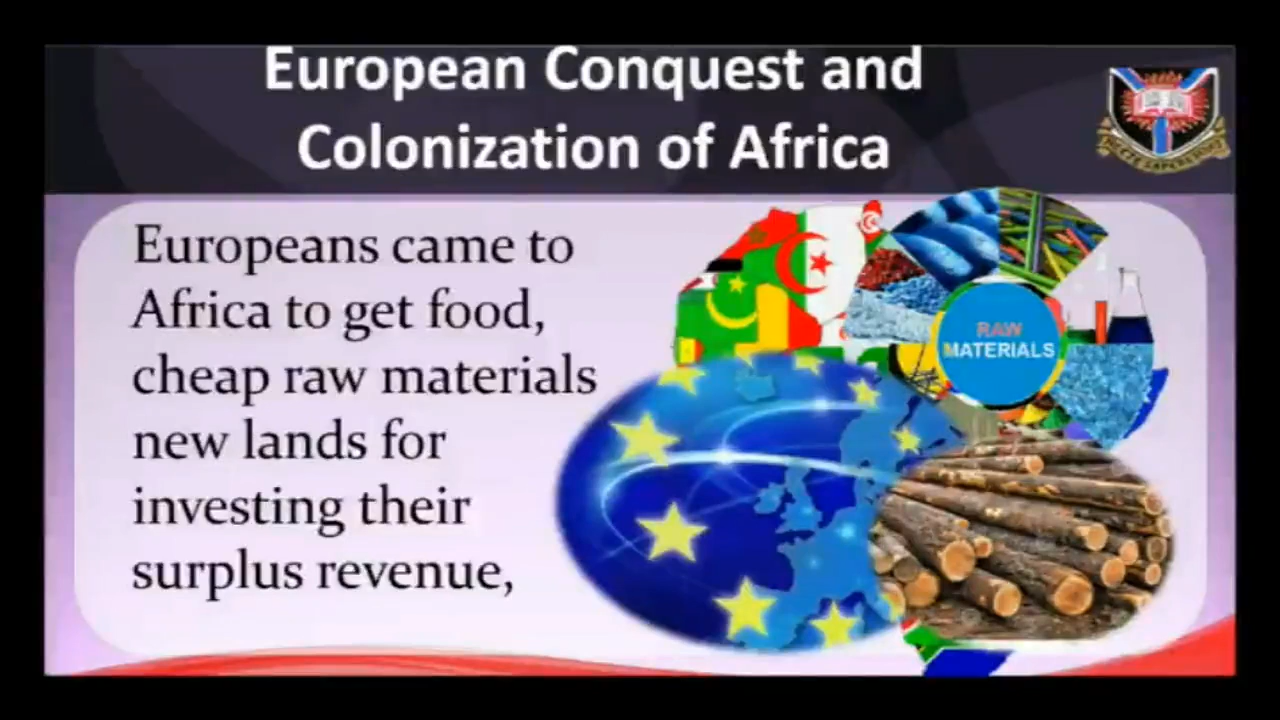 European Conquest and
Colonization of Africa
Europeans came to
Africa to get food,
cheap raw materials
new lands for
investing their
surplus revenue,
RAW
MATERIALS